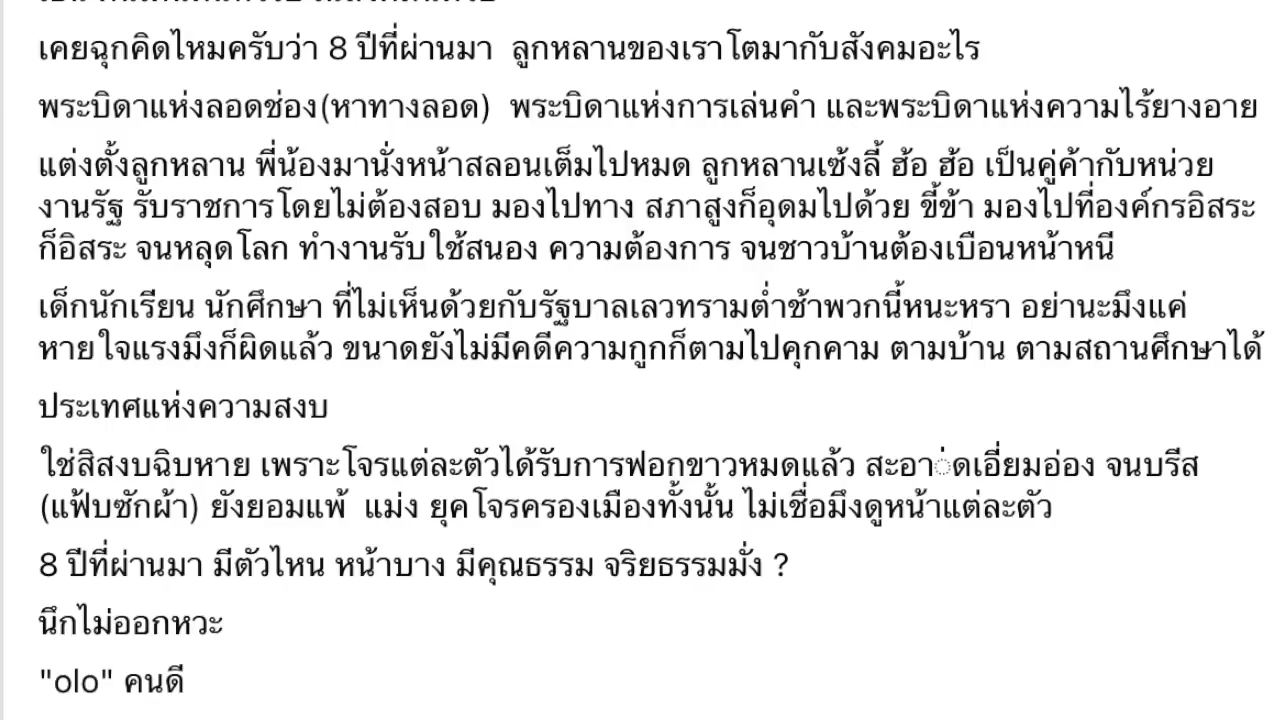 เคยฉุกคิดไหมครับว่า 8 ปีที่ผ่านมา  ลูกหลานของเราโตมากับสังคมอะไร
พระบิดาแห่งลอดช่อง(หาทางลอด)  พระบิดาแห่งการเล่นคำ และพระบิดาแห่งความไร้ยางอาย
แต่งตั้งลูกหลาน พี่น้องมานั่งหน้าสลอนเต็มไปหมด ลูกหลานเซ้งลี้ ฮ้อ ฮ้อ เป็นคู่ค้ากับหน่วย
งานรัฐ รับราชการโดยไม่ต้องสอบ มองไปทาง สภาสูงก็อุดมไปด้วย ขี้ข้า มองไปที่องค์กรอิสระ
ก็อิสระ จนหลุดโลก ทำงานรับใช้สนอง ความต้องการ จนชาวบ้านต้องเบือนหน้าหนี
เด็กนักเรียน นักศึกษา ที่ไม่เห็นด้วยกับรัฐบาลเลวทรามต่ำช้าพวกนี้หนะหรา อย่านะมึงแค่
หายใจแรงมึงก็ผิดแล้ว ขนาดยังไม่มีคดีความกูกก็ตามไปคุกคาม ตามบ้าน ตามสถานศึกษาได้
ประเทศแห่งความสงบ
ใช่สิสงบฉิบหาย เพราะโจรแต่ละตัวได้รับการฟอกขาวหมดแล้ว สะอา่ดเอี่ยมอ่อง จนบรีส
(แฟ้บซักผ้า) ยังยอมแพ้  แม่ง ยุคโจรครองเมืองทั้งนั้น ไม่เชื่อมึงดูหน้าแต่ละตัว
8 ปีที่ผ่านมา มีตัวไหน หน้าบาง มีคุณธรรม จริยธรรมมั่ง ?
นึกไม่ออกหวะ
"olo" คนดี